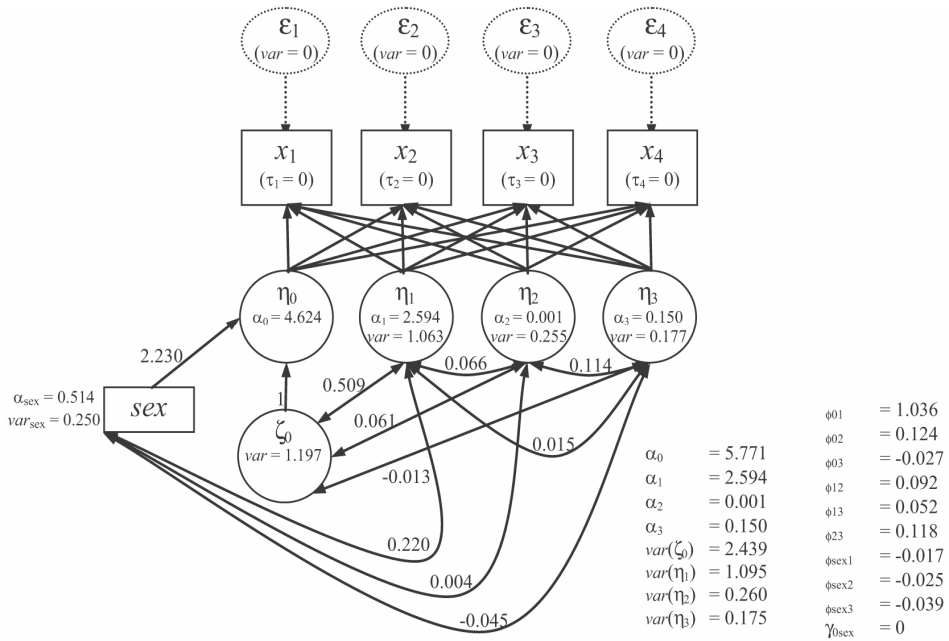 ε1 ε2 ε3 ε4
(var = 0) (var = 0) (var = 0) (var = 0)
x1 x2 x3 x4
(τ1 = 0) (τ2 = 0) (τ3 = 0) (τ4 = 0)
η0 η1 η2 η3
α0 = 4.624 α1 = 2.594 α2 = 0.001 α3 = 0.150
var = 1.063 var = 0.255 var = 0.177
2.230 0.066 0.114
αsex = 0.514
varsex = 0.250
sex
1
0.509
ζ0
var = 1.197
0.061
0.015
-0.013
0.220
0.004
-0.045
α0 = 5.771
α1 = 2.594
α2 = 0.001
α3 = 0.150
var(ζ0) = 2.439
var(η1) = 1.095
var(η2) = 0.260
var(η3) = 0.175
ϕ01 = 1.036
ϕ02 = 0.124
ϕ03 = -0.027
ϕ12 = 0.092
ϕ13 = 0.052
ϕ23 = 0.118
ϕsex1 = -0.017
ϕsex2 = -0.025
ϕsex3 = -0.039
γ0sex = 0